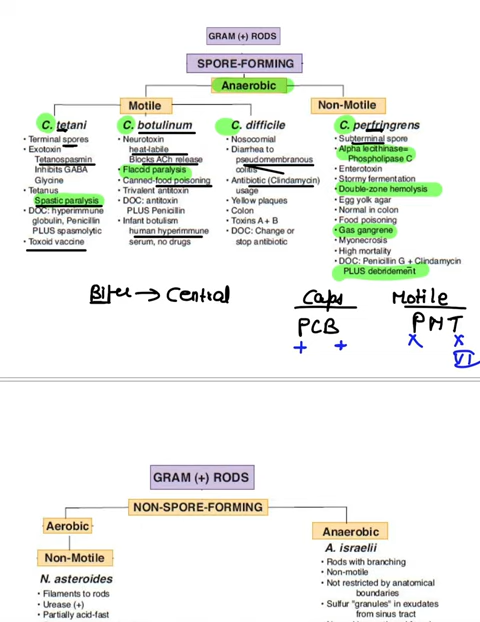 GRAM (+) RODS
SPORE-FORMING
Anaerobic
Motile
Non-Motile
C. tetani
• Terminal spores
• Exotoxin
Tetanospasmin
Inhibits GABA
Glycine
• Tetanus
Spastic paralysis
• DOC: hyperimmune
globulin, Penicillin
PLUS spasmolytic
• Toxoid vaccine
C. botulinum
• Neurotoxin
heat-labile
Blocks ACh release
• Flaccid paralysis
• Canned-food poisoning
• Trivalent antitoxin
• DOC: antitoxin
PLUS Penicillin
• Infant botulism
human hyperimmune
serum, no drugs
C. difficile
• Nosocomial
• Diarrhea to
pseudomembranous
colitis
• Antibiotic (Clindamycin)
usage
• Yellow plaques
• Colon
• Toxins A + B
• DOC: Change or
stop antibiotic
C. perfringrens
• Subterminal spore
• Alpha lecithinase=
Phospholipase C
• Enterotoxin
• Stormy fermentation
• Double-zone hemolysis
• Egg yolk agar
• Normal in colon
• Food poisoning
• Gas gangrene
• Myonecrosis
• High mortality
• DOC: Penicillin G + Clindamycin
PLUS debridement
→ Central
Caps
PCB
+ +
Motile
PMT
x x
VI
GRAM (+) RODS
NON-SPORE-FORMING
Aerobic
Anaerobic
Non-Motile
N. asteroides
• Filaments to rods
• Urease (+)
• Partially acid-fast
A. israelii
• Rods with branching
• Non-motile
• Not restricted by anatomical
boundaries
• Sulfur "granules" in exudates
from sinus tract